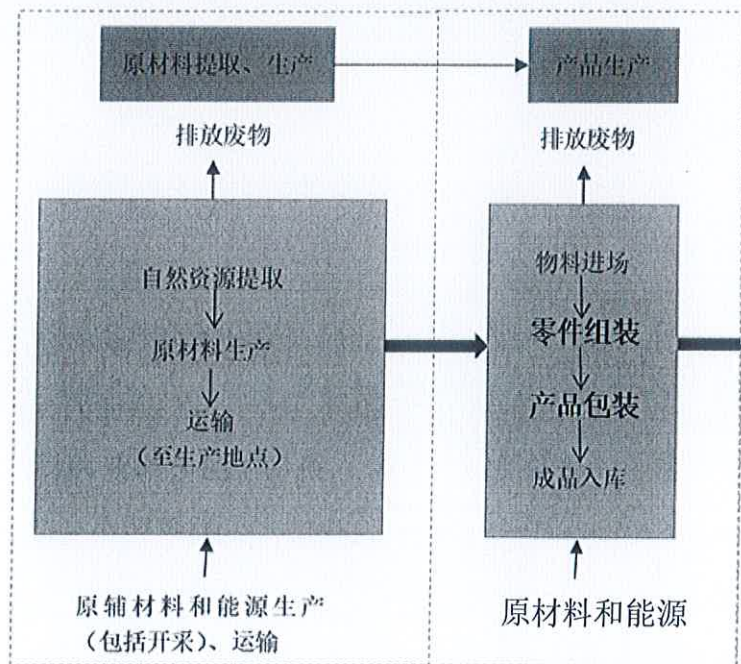 原材料提取、生产
排放废物
自然资源提取
原材料生产
运输
（至生产地点）
原辅材料和能源生产
（包括开采）、运输
产品生产
排放废物
物料进场
零件组装
产品包装
成品入库
原材料和能源